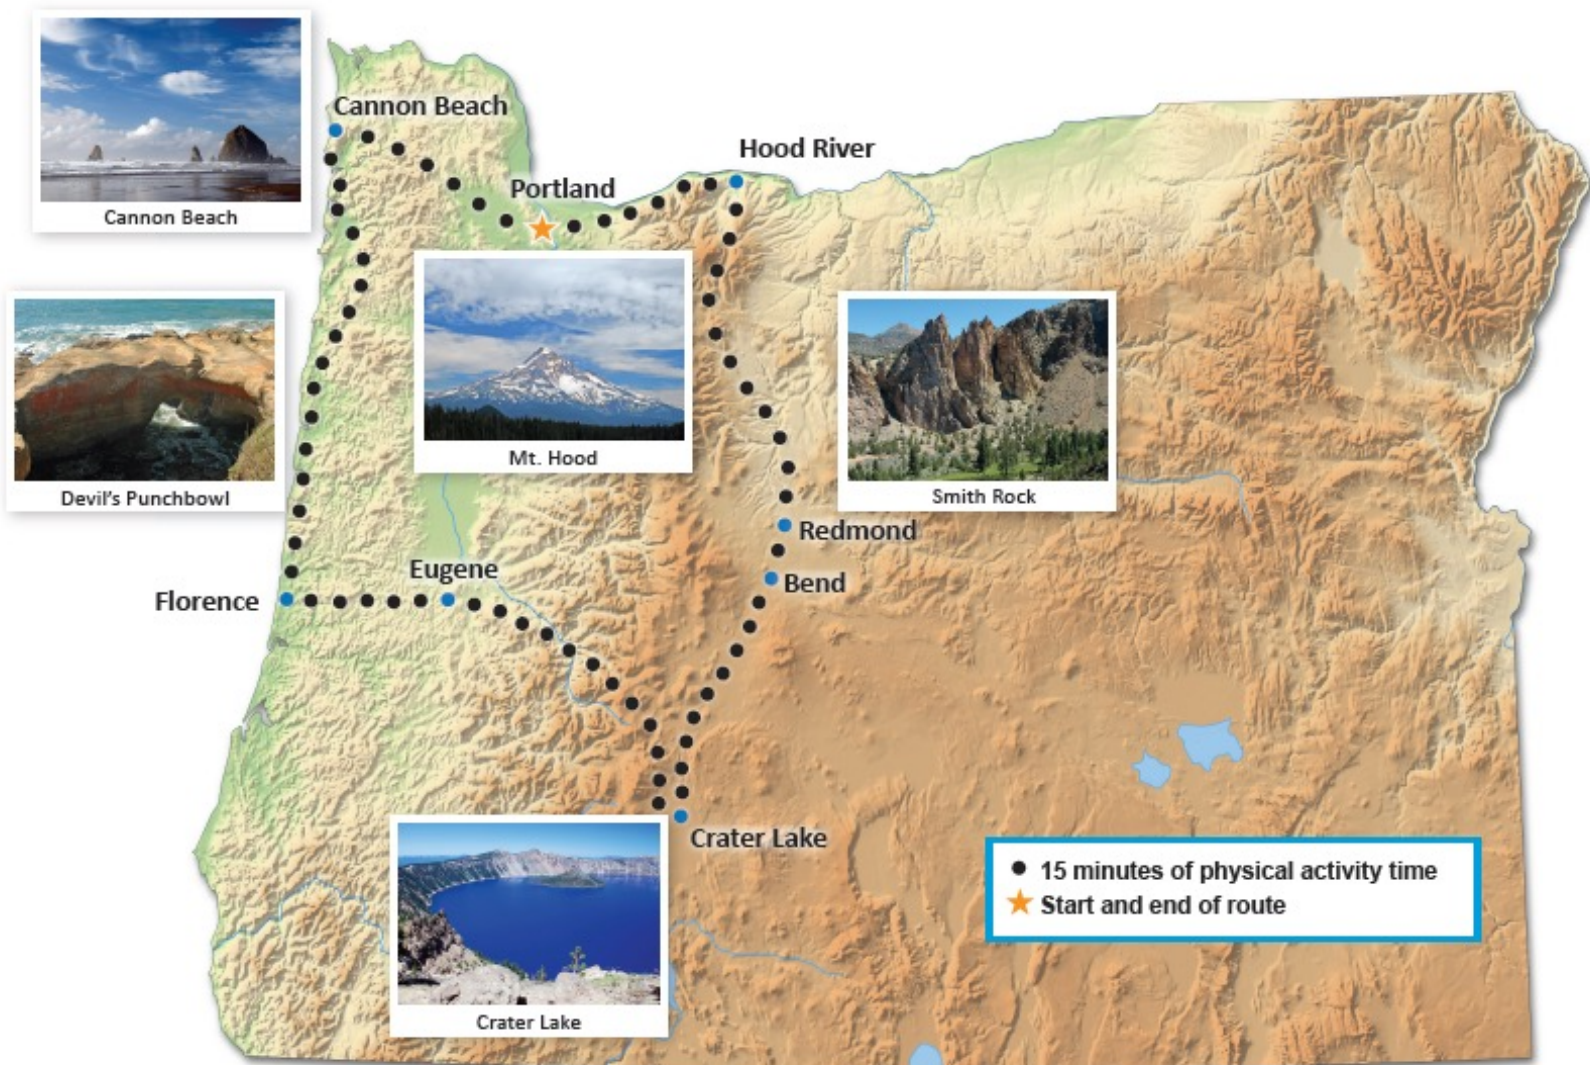 Cannon Beach
Cannon Beach
Hood River
Portland
Mt. Hood
Devil's Punchbowl
Smith Rock
Redmond
Bend
Eugene
Florence
Crater Lake
Crater Lake
15 minutes of physical activity time
Start and end of route